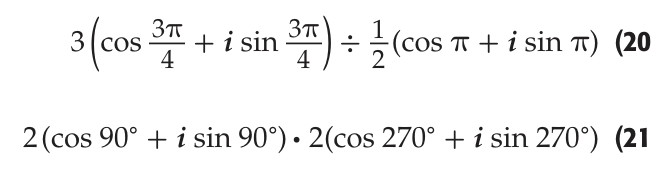 3(cos 3π/4 + i sin 3π/4) ÷ 1/2(cos π + i sin π) (20
2(cos 90° + i sin 90°) • 2(cos 270° + i sin 270°) (21